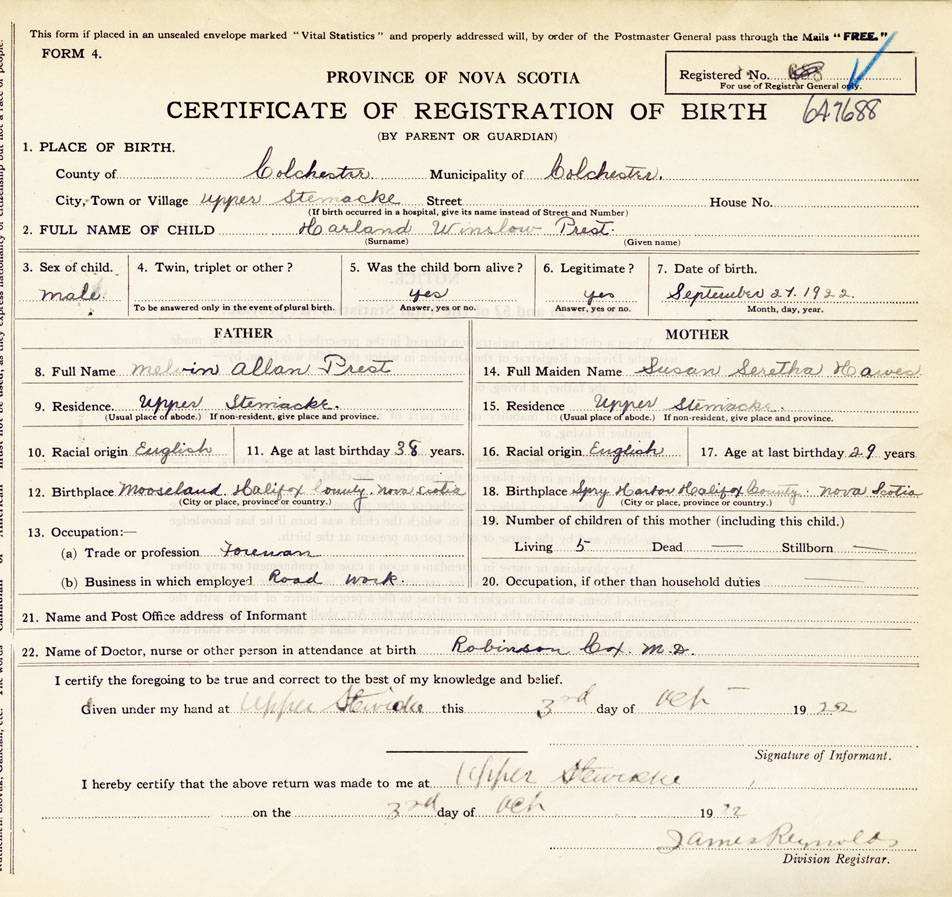 This form if placed in an unsealed envelope marked "Vital Statistics" and properly addressed will, by order of the Postmaster General pass through the Mails "FREE."
FORM 4.
PROVINCE OF NOVA SCOTIA
Registered No.
For use of Registrar General only.
CERTIFICATE OF REGISTRATION OF BIRTH
(BY PARENT OR GUARDIAN)
1. PLACE OF BIRTH.
County of Colchester Municipality of Colchester.
City, Town or Village Upper Stewiacke Street House No.
(If birth occurred in a hospital, give its name instead of Street and Number)
2. FULL NAME OF CHILD Harland Winslow Prest.
(Surname) (Given name)
3. Sex of child. 4. Twin, triplet or other? 5. Was the child born alive? 6. Legitimate? 7. Date of birth.
male. yes yes September 27. 1922.
To be answered only in the event of plural birth. Answer, yes or no. Answer, yes or no. Month, day, year.
FATHER MOTHER
8. Full Name Melvin Allan Prest 14. Full Maiden Name Susan Seretha Hawes
9. Residence. Upper Stewiacke. 15. Residence Upper Stewiacke.
(Usual place of abode.) If non-resident, give place and province. (Usual place of abode.) If non-resident, give place and province.
10. Racial origin English 11. Age at last birthday 38 years. 16. Racial origin English 17. Age at last birthday 29 years
12. Birthplace Mooseland, Halifax County. Nova Scotia 18. Birthplace Spry Harbor Halifax County. Nova Scotia
(City or place, province or country.) (City or place, province or country.)
13. Occupation:—
19. Number of children of this mother (including this child.)
(a) Trade or profession Foreman Living 5 Dead — Stillborn —
(b) Business in which employed Road Work. 20. Occupation, if other than household duties —
21. Name and Post Office address of Informant
22. Name of Doctor, nurse or other person in attendance at birth Robinson Cox. M.D.
I certify the foregoing to be true and correct to the best of my knowledge and belief.
Given under my hand at Upper Stewiacke this 3rd day of Oct 1922
Signature of Informant.
I hereby certify that the above return was made to me at Upper Stewiacke
on the 3rd day of Oct 1922
James Reynolds
Division Registrar.